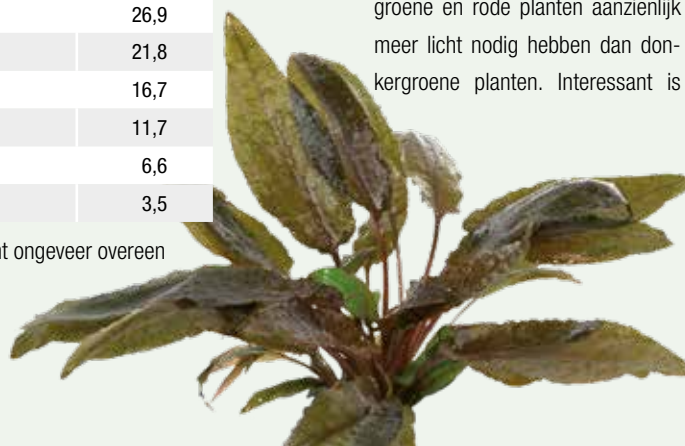 26,9
21,8
16,7
11,7
6,6
3,5
ongeveer overeen
groene en rode planten aanzienlijk
meer licht nodig hebben dan don-
kergroene planten. Interessant is